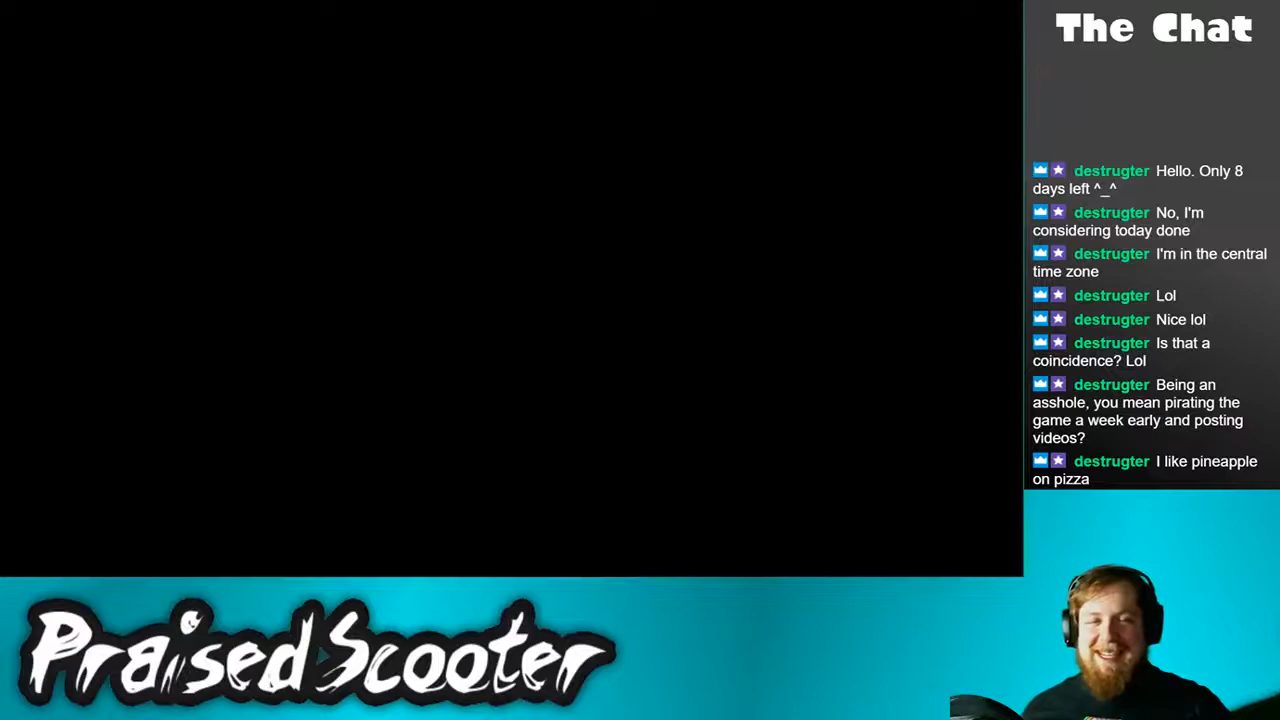 The Chat
destrugter Hello. Only 8
days left ^_^
destrugter No, I'm
considering today done
destrugter I'm in the central
time zone
destrugter Lol
destrugter Nice lol
destrugter Is that a
coincidence? Lol
destrugter Being an
asshole, you mean pirating the
game a week early and posting
videos?
destrugter I like pineapple
on pizza
PraisedScooter